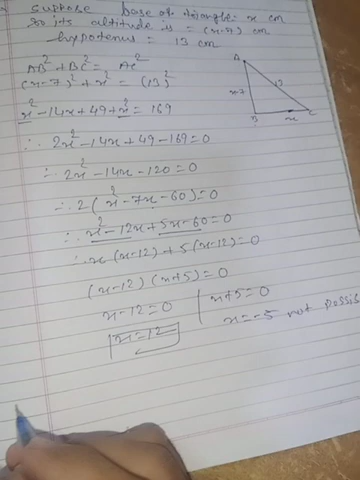 suppose base of triangle = x cm
so its altitude is = (x-7) cm
hypotenus = 13 cm
AB² + BC² = AC²
(x-7)² + x² = (13)²
x² - 14x + 49 + x² = 169
∴ 2x² - 14x + 49 - 169 = 0
∴ 2x² - 14x - 120 = 0
∴ 2(x² - 7x - 60) = 0
∴ x² - 12x + 5x - 60 = 0
∴ x(x-12) + 5(x-12) = 0
(x-12) (x+5) = 0
x-12 = 0 | x+5 = 0
x = 12 x = -5 not possi
A
x-7 13
B x C